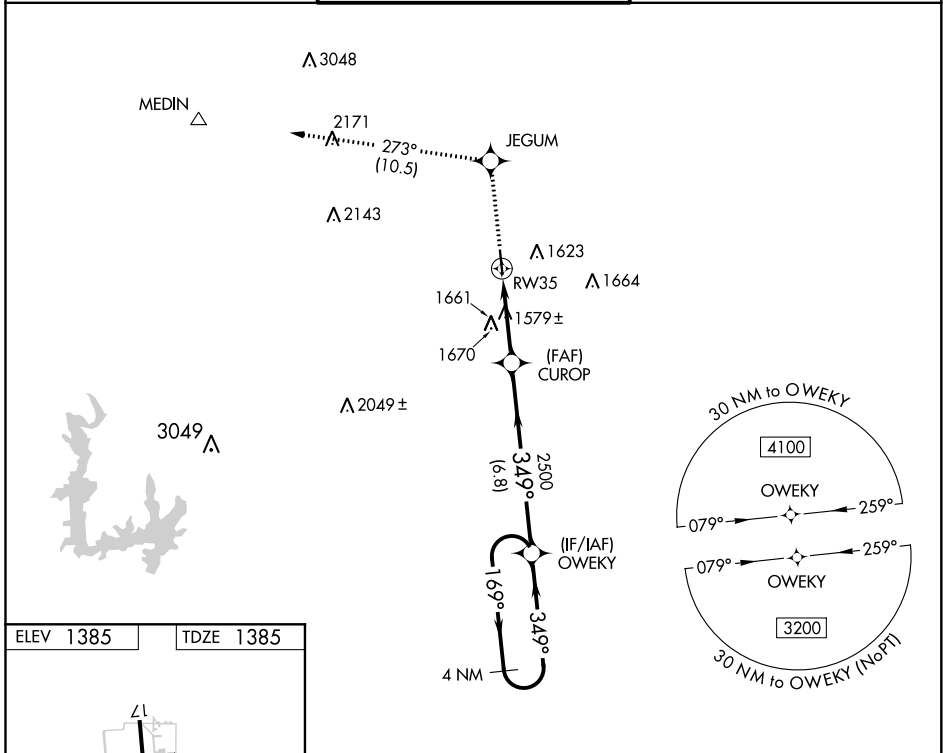 3048
MEDIN
2171
273°
(10.5)
JEGUM
2143
1623
RW35
1664
1661
1579±
1670
(FAF)
CUROP
2049±
3049
2500
349°
(6.8)
30 NM to OWEKY
4100
OWEKY
079°
259°
(IF/IAF)
OWEKY
079°
259°
OWEKY
169°
349°
3200
30 NM to OWEKY (NoPT)
4 NM
ELEV 1385
TDZE 1385
17